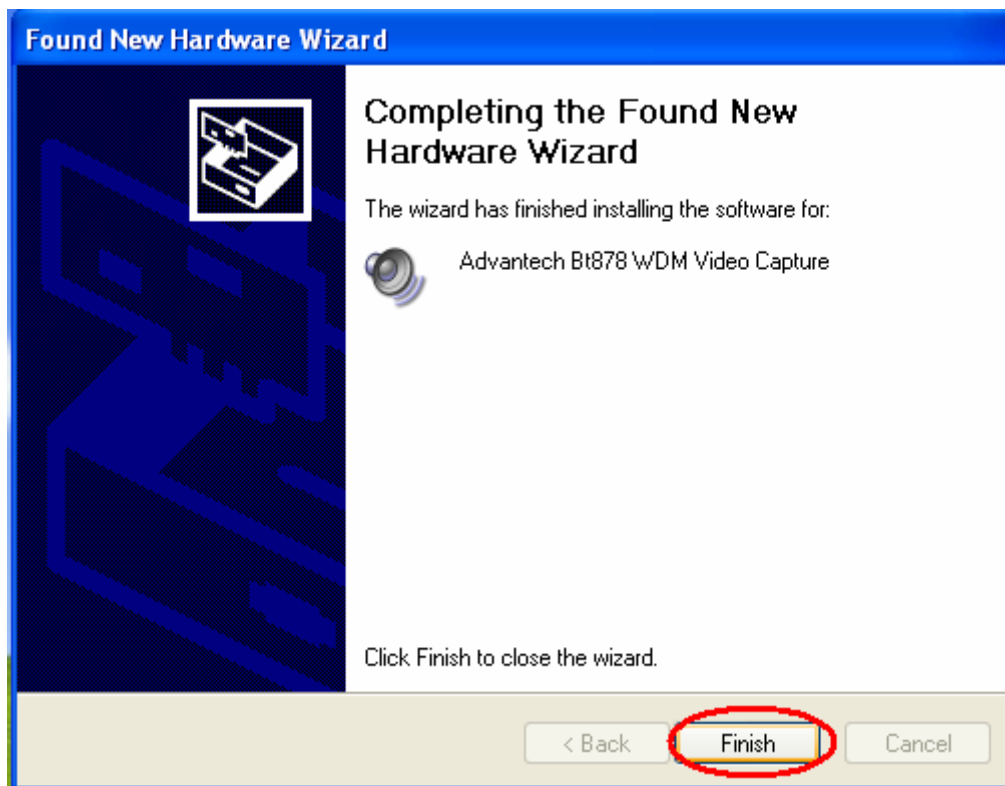 Found New Hardware Wizard
Completing the Found New
Hardware Wizard
The wizard has finished installing the software for:
Advantech Bt878 WDM Video Capture
Click Finish to close the wizard.
< Back
Finish
Cancel